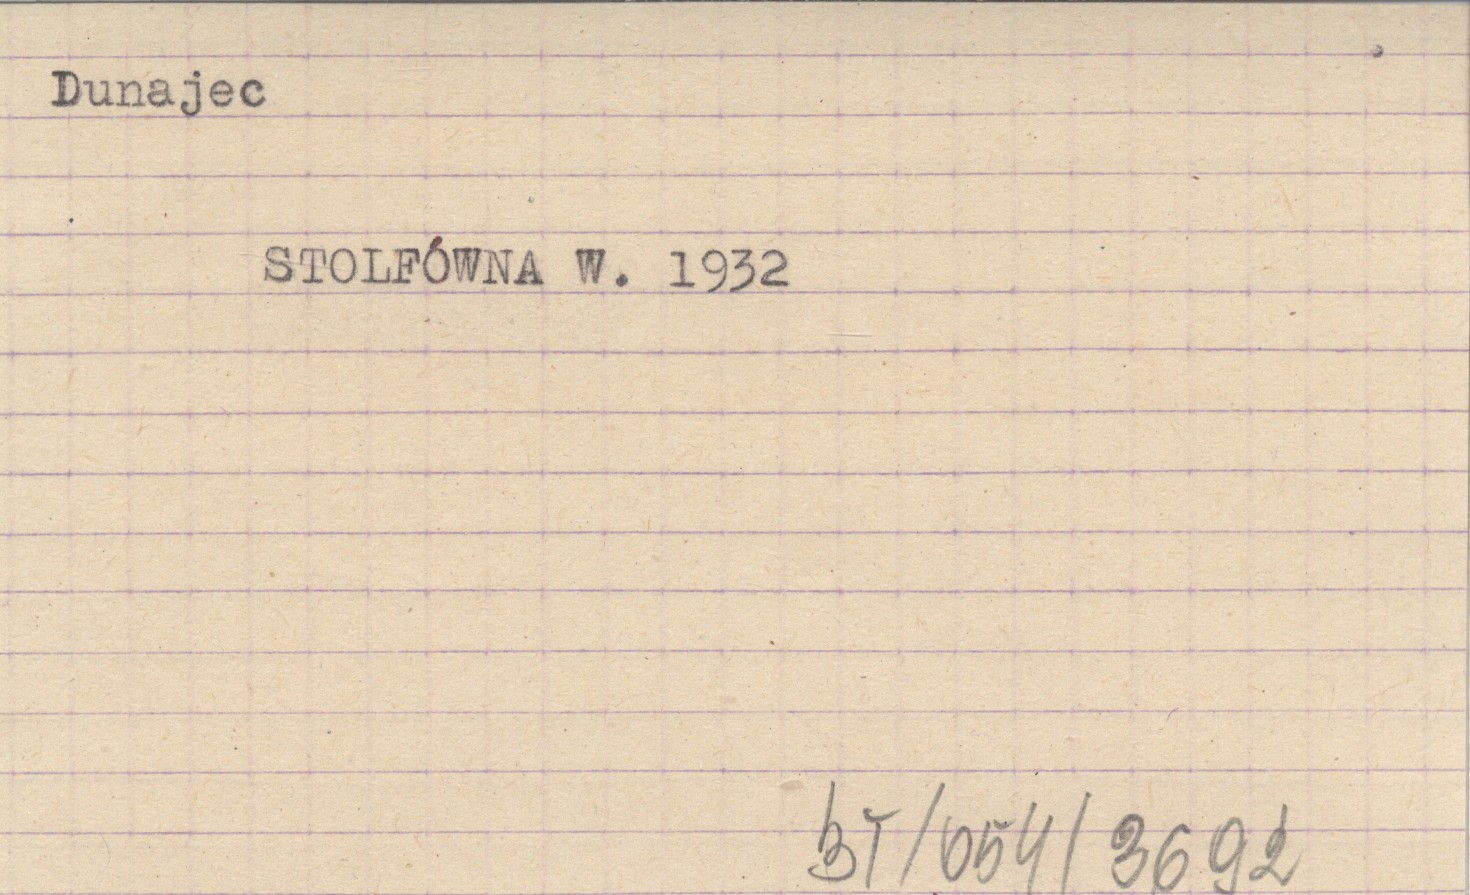 Dunajec
STOLFÓWNA W. 1932
BT/054/3692